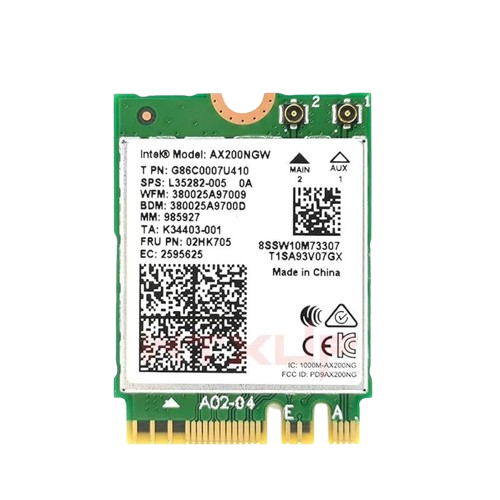 2 1
Intel® Model: AX200NGW
T PN: G86C0007U410
SPS: L35282-005 0A
WFM: 380025A97009
BDM: 380025A9700D
MM: 985927
TA: K34403-001
FRU PN: 02HK705
EC: 2595625
MAIN AUX
2 1
8SSW10M73307
T1SA93V07GX
Made in China
CE
IC: 1000M-AX200NG
FCC ID: PD9AX200NG
A02-04 E A